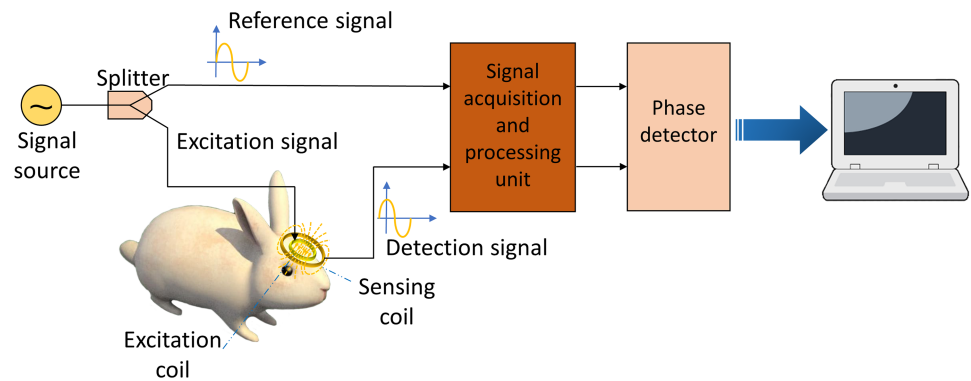 Reference signal
Splitter
Signal
source
Excitation signal
Signal
acquisition
and
processing
unit
Phase
detector
Detection signal
Sensing
coil
Excitation
coil